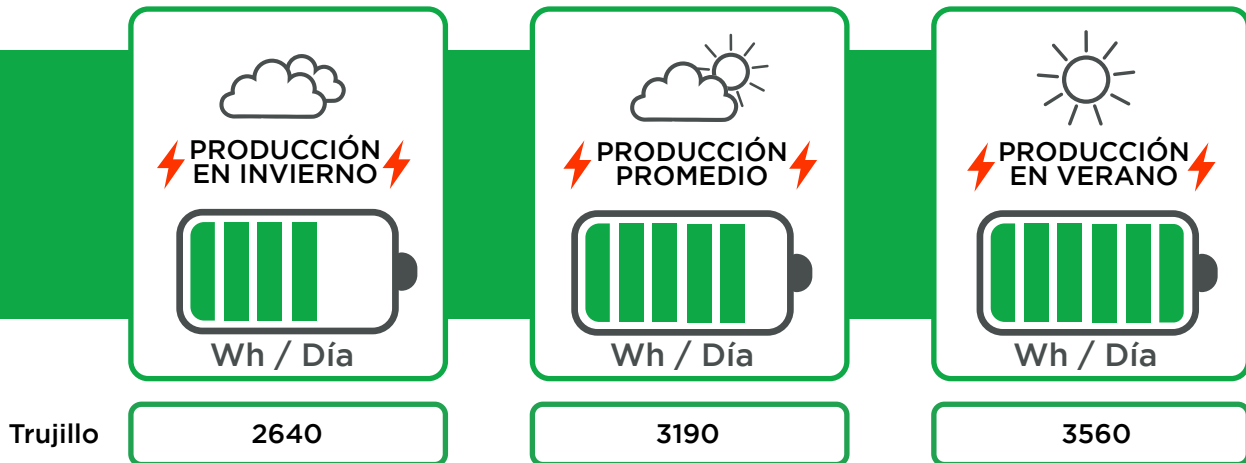 PRODUCCIÓN
EN INVIERNO
Wh / Día
PRODUCCIÓN
PROMEDIO
Wh / Día
PRODUCCIÓN
EN VERANO
Wh / Día
Trujillo 2640 3190 3560